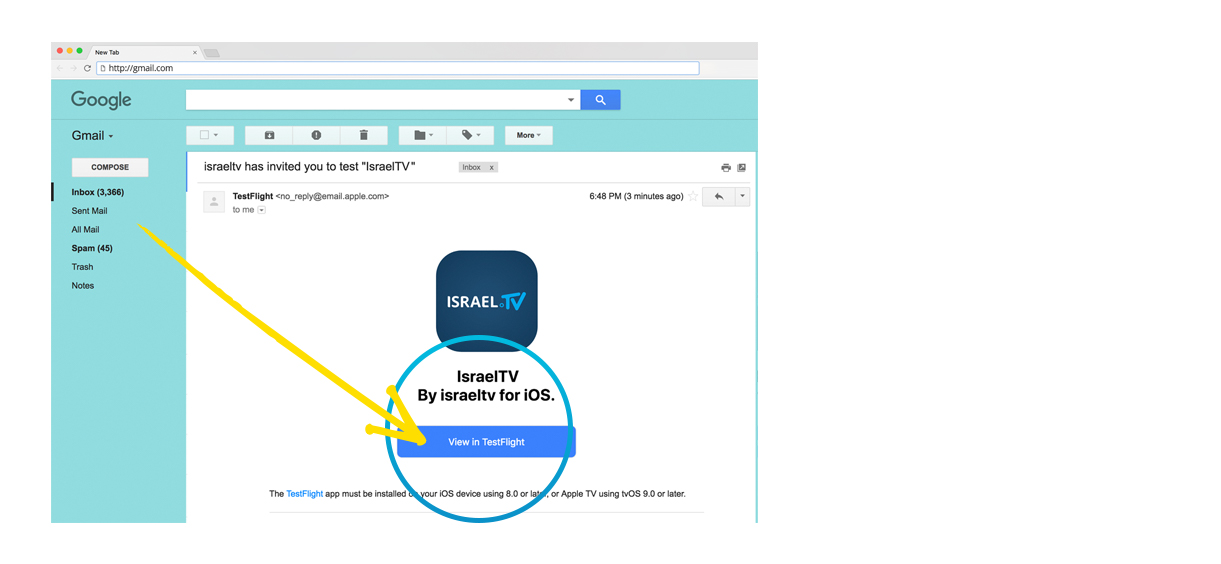 New Tab
http://gmail.com
Google
Gmail
More
COMPOSE
israeltv has invited you to test "IsraelTV"
Inbox x
Inbox (3,366)
Sent Mail
All Mail
Spam (45)
Trash
Notes
TestFlight <no_reply@email.apple.com>
6:48 PM (3 minutes ago)
to me
ISRAEL.TV
IsraelTV
By israeltv for iOS.
View in TestFlight
The TestFlight app must be installed on your iOS device using 8.0 or later, or Apple TV using tvOS 9.0 or later.